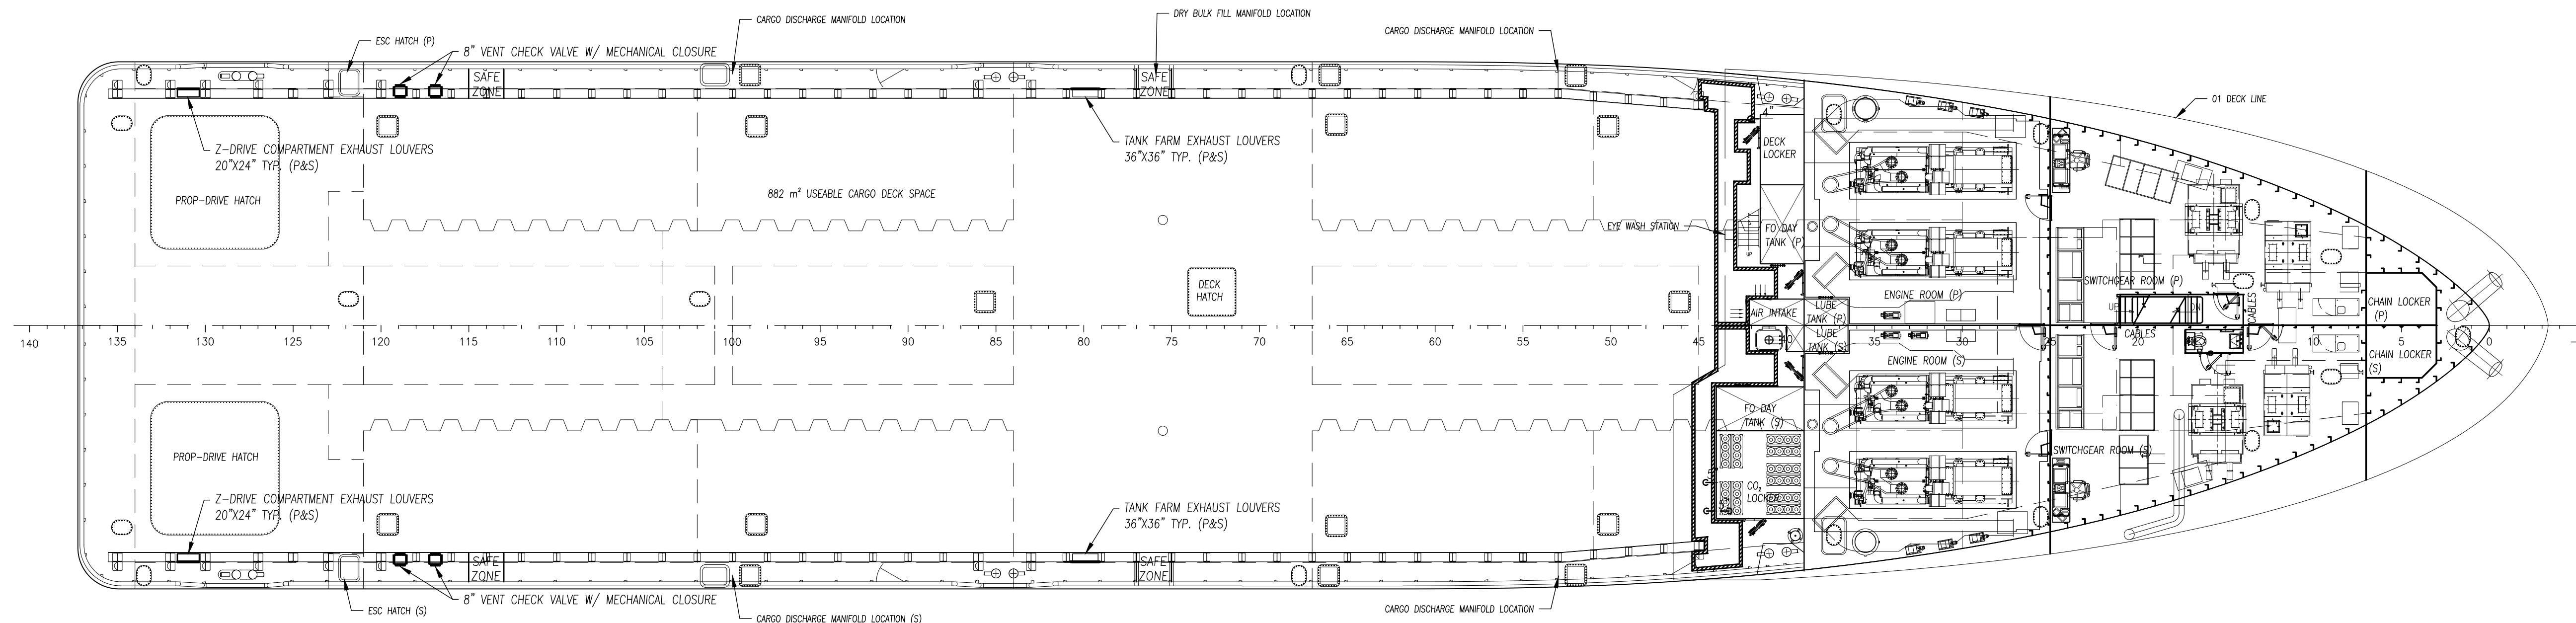 DRY BULK FILL MANIFOLD LOCATION
CARGO DISCHARGE MANIFOLD LOCATION
CARGO DISCHARGE MANIFOLD LOCATION
ESC HATCH (P)
8" VENT CHECK VALVE W/ MECHANICAL CLOSURE
SAFE
ZONE
SAFE
ZONE
01 DECK LINE
4"
Z-DRIVE COMPARTMENT EXHAUST LOUVERS
20"X24" TYP. (P&S)
TANK FARM EXHAUST LOUVERS
36"X36" TYP. (P&S)
DECK
LOCKER
PROP-DRIVE HATCH
882 m² USEABLE CARGO DECK SPACE
EYE WASH STATION
FO DAY
TANK (P)
UP
DECK
HATCH
SWITCHGEAR ROOM (P)
ENGINE ROOM (P)
LUBE
TANK (P)
AIR INTAKE
UP
CABLES
CHAIN LOCKER
(P)
LUBE
TANK (S)
CABLES
140
135
130
125
120
115
110
105
100
95
90
85
80
75
70
65
60
55
50
45
40
35
30
25
20
10
5
0
ENGINE ROOM (S)
CHAIN LOCKER
(S)
FO DAY
TANK (S)
PROP-DRIVE HATCH
SWITCHGEAR ROOM (S)
CO₂
LOCKER
Z-DRIVE COMPARTMENT EXHAUST LOUVERS
20"X24" TYP. (P&S)
TANK FARM EXHAUST LOUVERS
36"X36" TYP. (P&S)
SAFE
ZONE
SAFE
ZONE
8" VENT CHECK VALVE W/ MECHANICAL CLOSURE
ESC HATCH (S)
CARGO DISCHARGE MANIFOLD LOCATION (S)
CARGO DISCHARGE MANIFOLD LOCATION